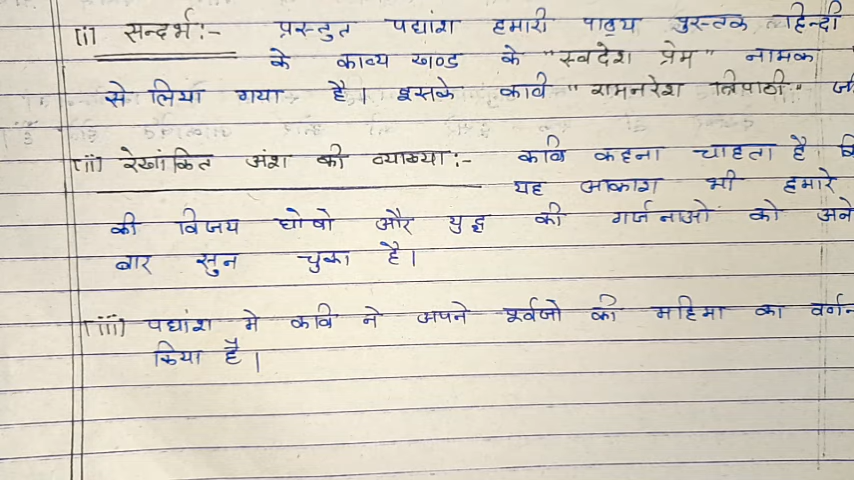 (i) सन्दर्भ:- प्रस्तुत पद्यांश हमारी पाठ्य पुस्तक हिन्दी
के काव्य खण्ड के "स्वदेश प्रेम" नामक
से लिया गया है। इसके कवि "रामनरेश त्रिपाठी"
(ii) रेखांकित अंश की व्याख्या:- कवि कहना चाहता है
यह आकाश भी हमारे
की विजय घोषो और युद्ध की गर्जनाओं को
बार सुन चुका है।
(iii) पद्यांश मे कवि ने अपने पूर्वजो की महिमा का वर्णन
किया है।